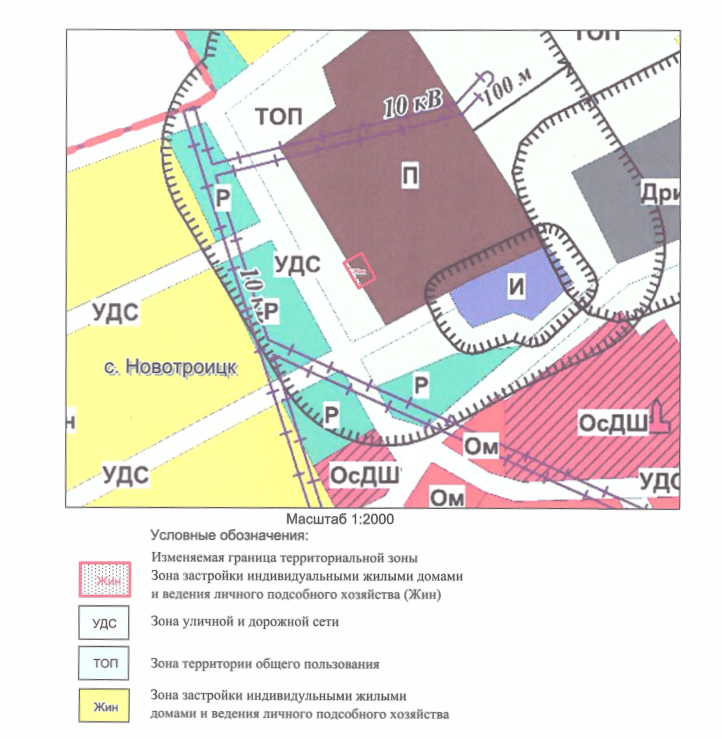 ТОП
ТОП
10 кВ
100 м
П
Р
Дри
УДС
Жин
10 кв
Р
И
УДС
с. Новотроицк
Р
Р
н
Ом
ОсДШ
УДС
ОсДШ
Ом
УДС
Масштаб 1:2000
Условные обозначения:
Изменяемая граница территориальной зоны
Жин
Зона застройки индивидуальными жилыми домами
и ведения личного подсобного хозяйства (Жин)
УДС
Зона уличной и дорожной сети
ТОП
Зона территории общего пользования
Жин
Зона застройки индивидульными жилыми
домами и ведения личного подсобного хозяйства